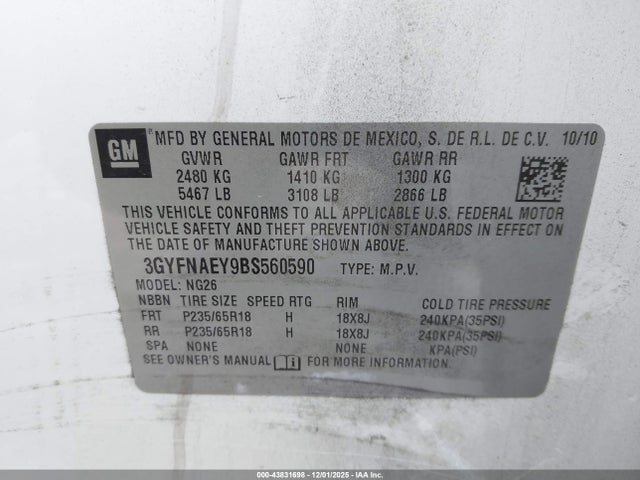 GM ® MFD BY GENERAL MOTORS DE MEXICO, S. DE R.L. DE C.V. 10/10
GVWR GAWR FRT GAWR RR
2480 KG 1410 KG 1300 KG
5467 LB 3108 LB 2866 LB
THIS VEHICLE CONFORMS TO ALL APPLICABLE U.S. FEDERAL MOTOR
VEHICLE SAFETY AND THEFT PREVENTION STANDARDS IN EFFECT ON
THE DATE OF MANUFACTURE SHOWN ABOVE.
3GYFNAEY9BS560590 TYPE: M.P.V.
MODEL: NG26
NBBN TIRE SIZE SPEED RTG RIM COLD TIRE PRESSURE
FRT P235/65R18 H 18X8J 240KPA(35PSI)
RR P235/65R18 H 18X8J 240KPA(35PSI)
SPA NONE NONE KPA(PSI)
SEE OWNER'S MANUAL FOR MORE INFORMATION.
000-43831698 12/01/2025 - Copyright © IAA, LLC